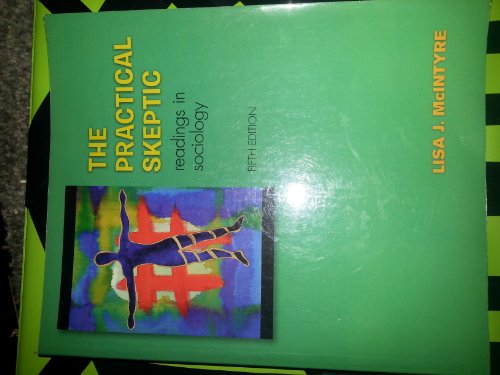 THE
PRACTICAL
SKEPTIC
readings in
sociology
FIFTH EDITION
LISA J. McINTYRE